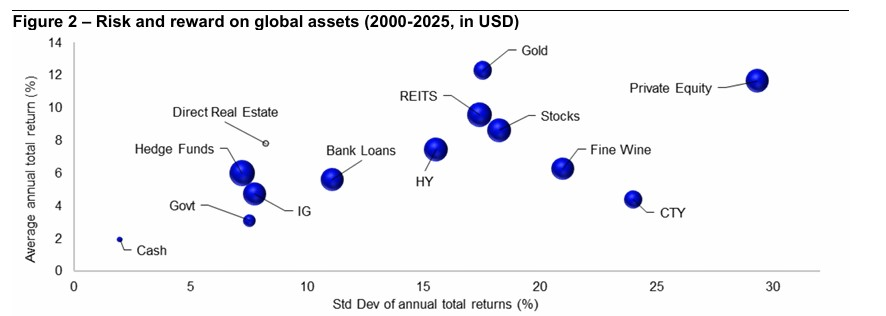 Figure 2 – Risk and reward on global assets (2000-2025, in USD)
Average annual total return (%)
14
12
10
8
6
4
2
0
Gold
Private Equity
REITS
Stocks
Direct Real Estate
Hedge Funds
Bank Loans
Fine Wine
HY
Govt
IG
CTY
Cash
0 5 10 15 20 25 30
Std Dev of annual total returns (%)